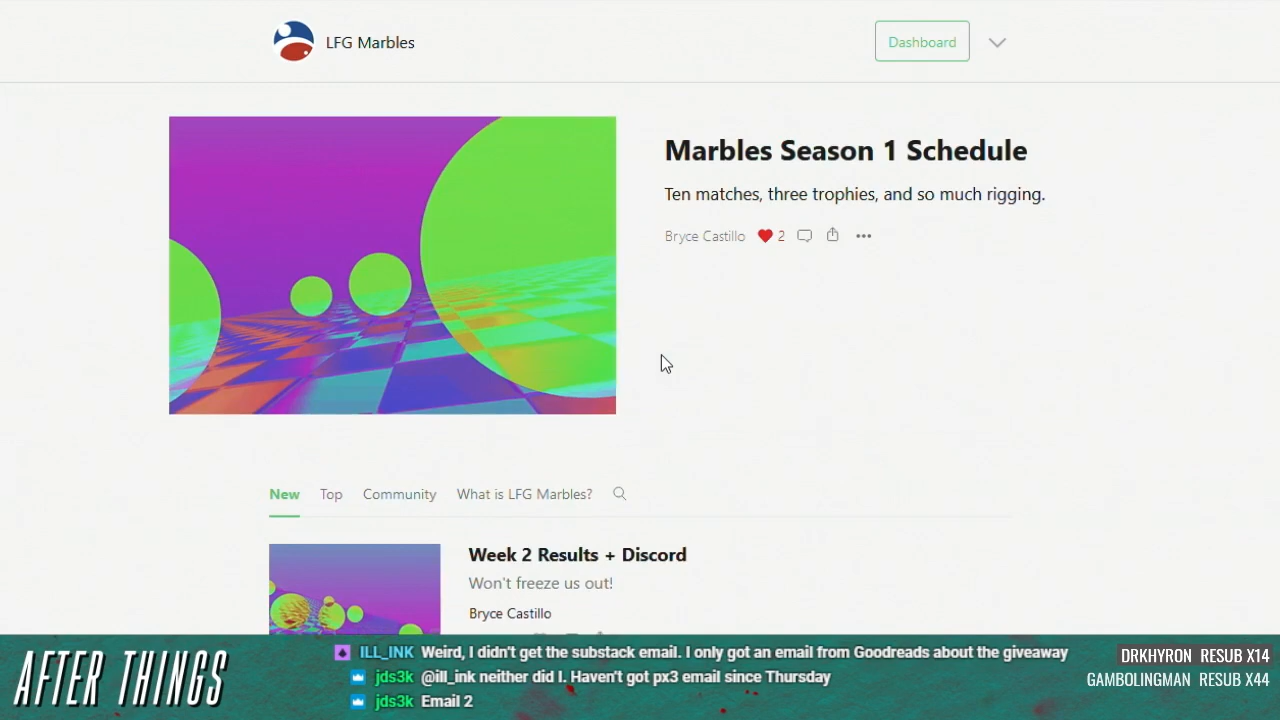 LFG Marbles
Dashboard
Marbles Season 1 Schedule
Ten matches, three trophies, and so much rigging.
Bryce Castillo 2
New Top Community What is LFG Marbles?
Week 2 Results + Discord
Won't freeze us out!
Bryce Castillo
AFTER THINGS
ILL_INK Weird, I didn't get the substack email. I only got an email from Goodreads about the giveaway
jds3k @ill_ink neither did I. Haven't got px3 email since Thursday
jds3k Email 2
DRKHYRON RESUB X14
GAMBOLINGMAN RESUB X44